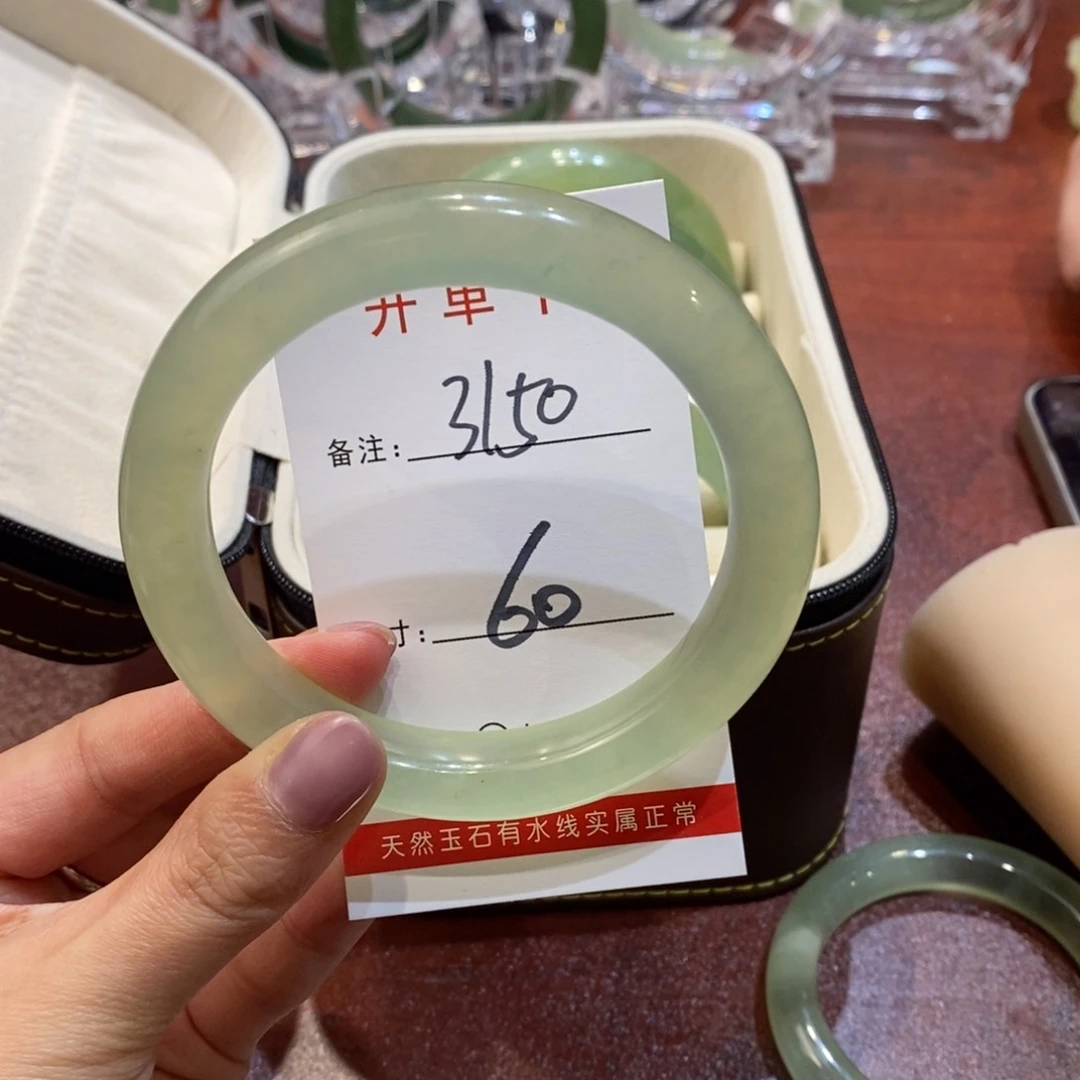 开单
备注: 3150
寸: 60
天然玉石有水线实属正常